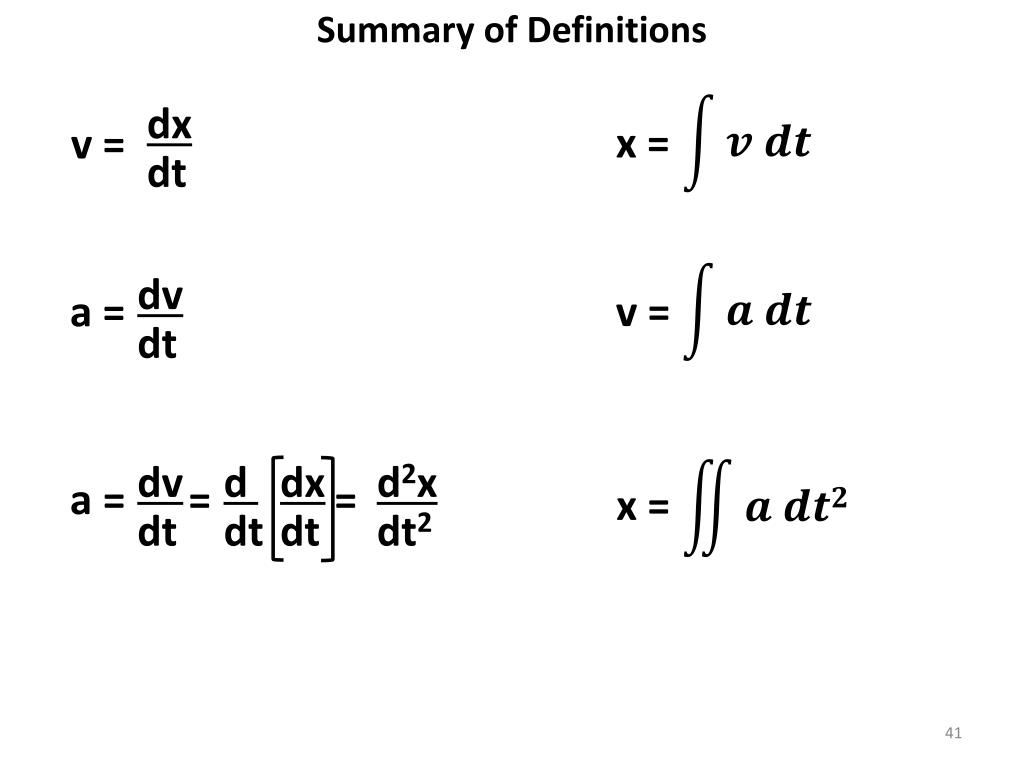 Summary of Definitions
v = dx/dt
x = ∫ v dt
a = dv/dt
v = ∫ a dt
a = dv/dt = d/dt [dx/dt] = d²x/dt²
x = ∬ a dt²
41